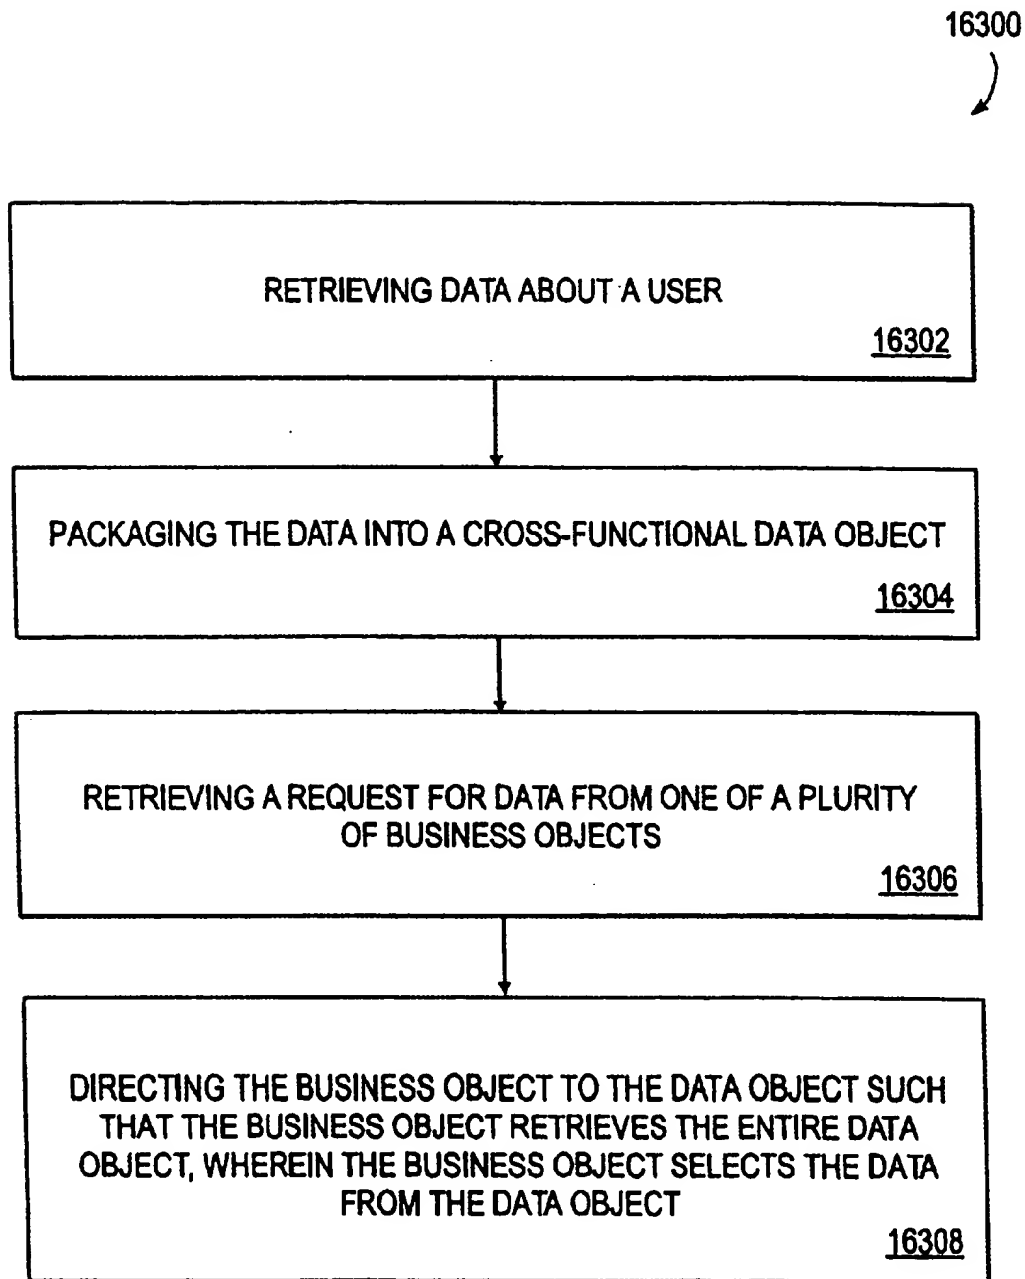 16300
RETRIEVING DATA ABOUT A USER
16302
PACKAGING THE DATA INTO A CROSS-FUNCTIONAL DATA OBJECT
16304
RETRIEVING A REQUEST FOR DATA FROM ONE OF A PLURITY
OF BUSINESS OBJECTS
16306
DIRECTING THE BUSINESS OBJECT TO THE DATA OBJECT SUCH
THAT THE BUSINESS OBJECT RETRIEVES THE ENTIRE DATA
OBJECT, WHEREIN THE BUSINESS OBJECT SELECTS THE DATA
FROM THE DATA OBJECT
16308